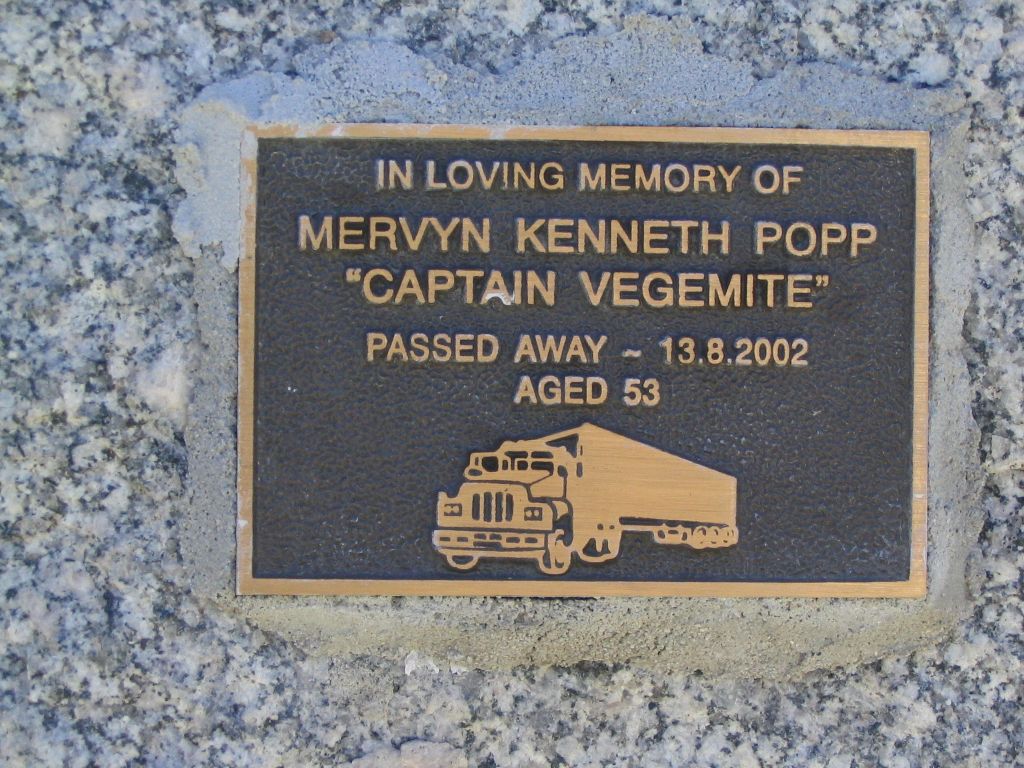 IN LOVING MEMORY OF
MERVYN KENNETH POPP
"CAPTAIN VEGEMITE"
PASSED AWAY ~ 13.8.2002
AGED 53